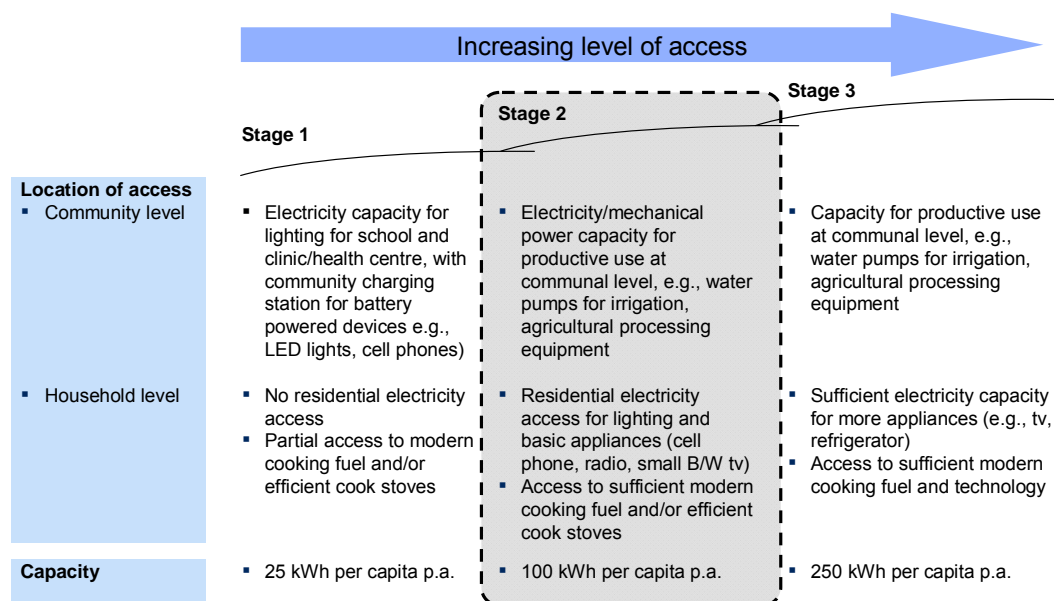 Increasing level of access
Stage 1
Stage 2
Stage 3
Location of access
▪ Community level
▪ Electricity capacity for
lighting for school and
clinic/health centre, with
community charging
station for battery
powered devices e.g.,
LED lights, cell phones)
▪ Electricity/mechanical
power capacity for
productive use at
communal level, e.g., water
pumps for irrigation,
agricultural processing
equipment
▪ Capacity for productive use
at communal level, e.g.,
water pumps for irrigation,
agricultural processing
equipment
▪ Household level
▪ No residential electricity
access
▪ Partial access to modern
cooking fuel and/or
efficient cook stoves
▪ Residential electricity
access for lighting and
basic appliances (cell
phone, radio, small B/W tv)
▪ Access to sufficient modern
cooking fuel and/or efficient
cook stoves
▪ Sufficient electricity capacity
for more appliances (e.g., tv,
refrigerator)
▪ Access to sufficient modern
cooking fuel and technology
Capacity
▪ 25 kWh per capita p.a.
▪ 100 kWh per capita p.a.
▪ 250 kWh per capita p.a.